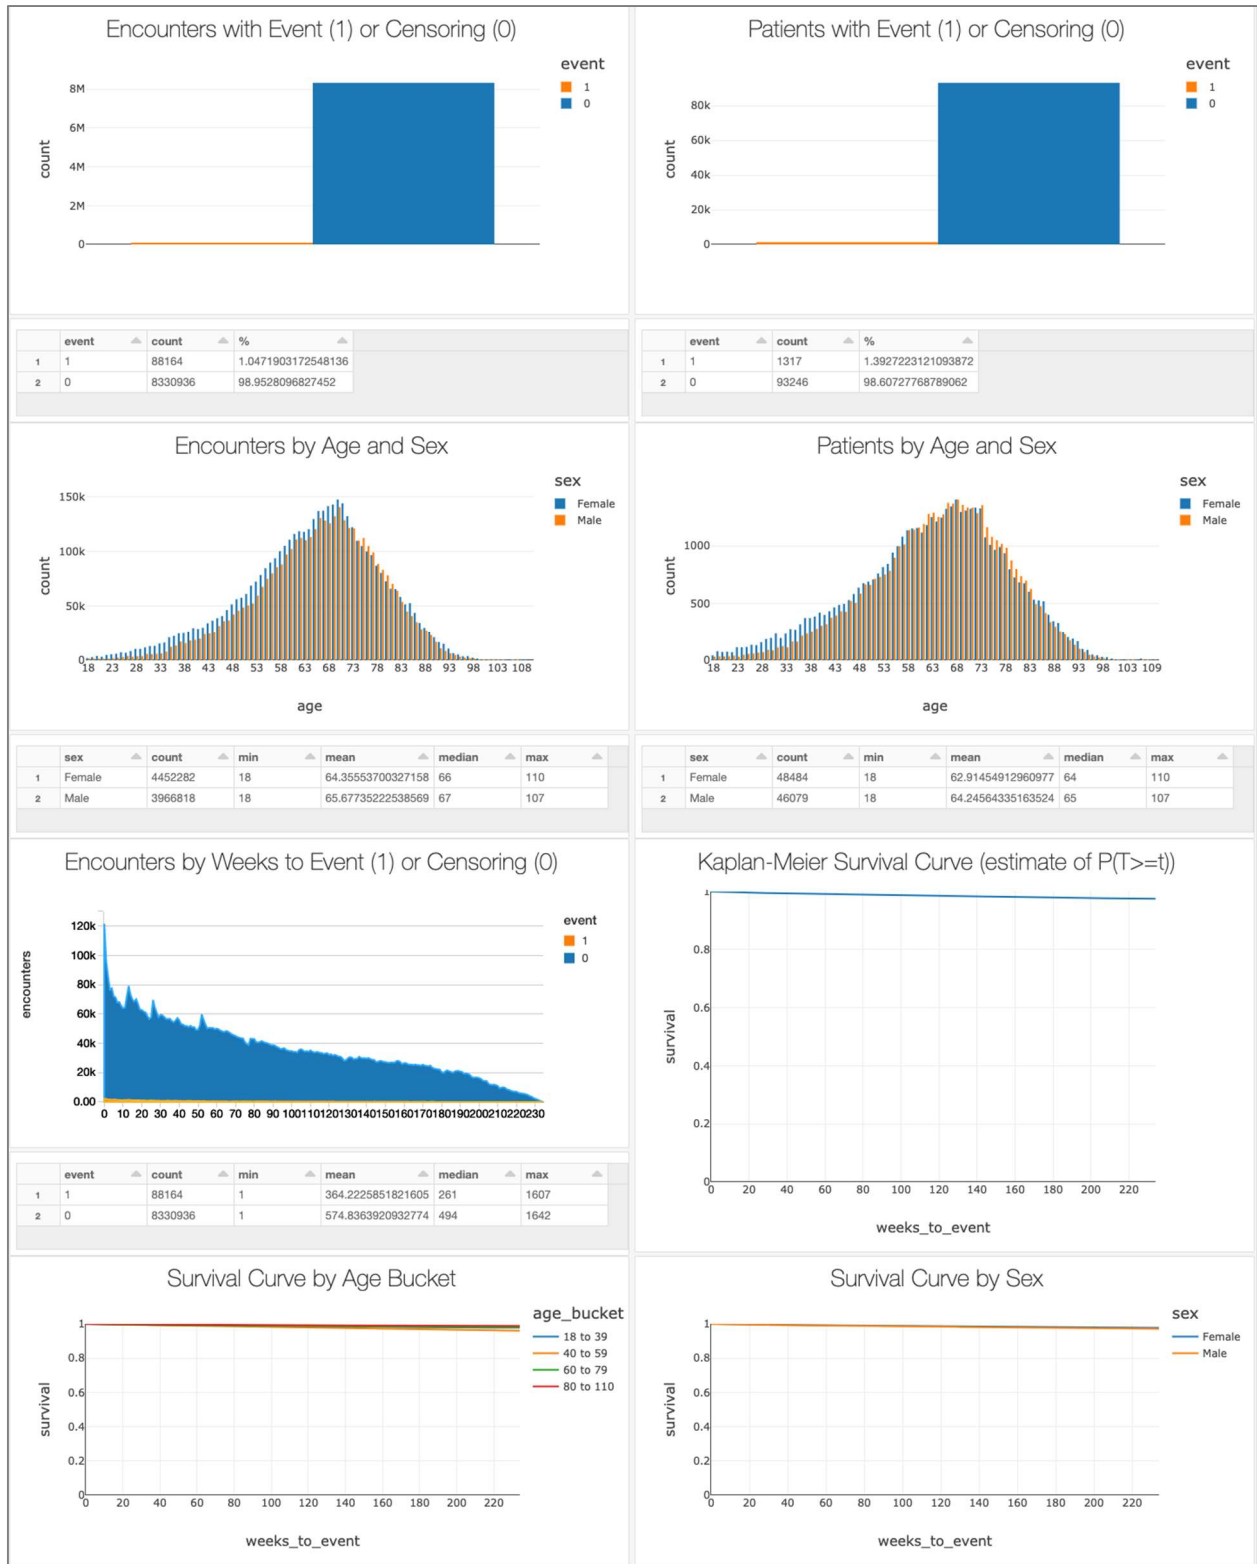 Encounters with Event (1) or Censoring (0)
event
1
0
8M
6M
4M
2M
0
count
Patients with Event (1) or Censoring (0)
event
1
0
80k
60k
40k
20k
0
count
event count %
1 1 88164 1.0471903172548136
2 0 8330936 98.9528096827452
event count %
1 1 1317 1.3927223121093872
2 0 93246 98.60727768789062
Encounters by Age and Sex
sex
Female
Male
150k
100k
50k
0
count
18 23 28 33 38 43 48 53 58 63 68 73 78 83 88 93 98 103 108
age
Patients by Age and Sex
sex
Female
Male
1000
500
0
count
18 23 28 33 38 43 48 53 58 63 68 73 78 83 88 93 98 103 109
age
sex count min mean median max
1 Female 4452282 18 64.35553700327158 66 110
2 Male 3966818 18 65.67735222538569 67 107
sex count min mean median max
1 Female 48484 18 62.91454912960977 64 110
2 Male 46079 18 64.24564335163524 65 107
Encounters by Weeks to Event (1) or Censoring (0)
event
1
0
120k
100k
80k
60k
40k
20k
0.00
encounters
0 10 20 30 40 50 60 70 80 90 100 110 120 130 140 150 160 170 180 190 200 210 220 230
event count min mean median max
1 1 88164 1 364.2225851821605 261 1607
2 0 8330936 1 574.8363920932774 494 1642
Kaplan-Meier Survival Curve (estimate of P(T>=t))
1
0.8
0.6
0.4
0.2
0
survival
0 20 40 60 80 100 120 140 160 180 200 220
weeks_to_event
Survival Curve by Age Bucket
age_bucket
18 to 39
40 to 59
60 to 79
80 to 110
1
0.8
0.6
0.4
0.2
0
survival
0 20 40 60 80 100 120 140 160 180 200 220
weeks_to_event
Survival Curve by Sex
sex
Female
Male
1
0.8
0.6
0.4
0.2
0
survival
0 20 40 60 80 100 120 140 160 180 200 220
weeks_to_event